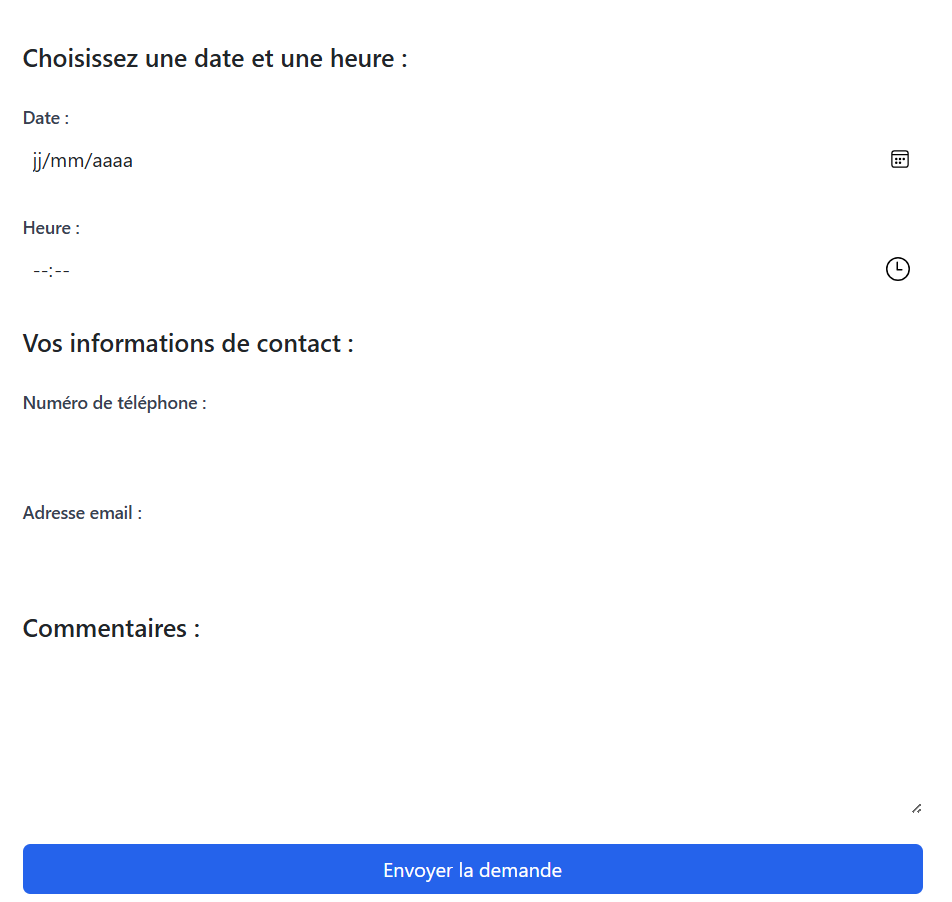 Choisissez une date et une heure :
Date :
jj/mm/aaaa
Heure :
--:--
Vos informations de contact :
Numéro de téléphone :
Adresse email :
Commentaires :
Envoyer la demande